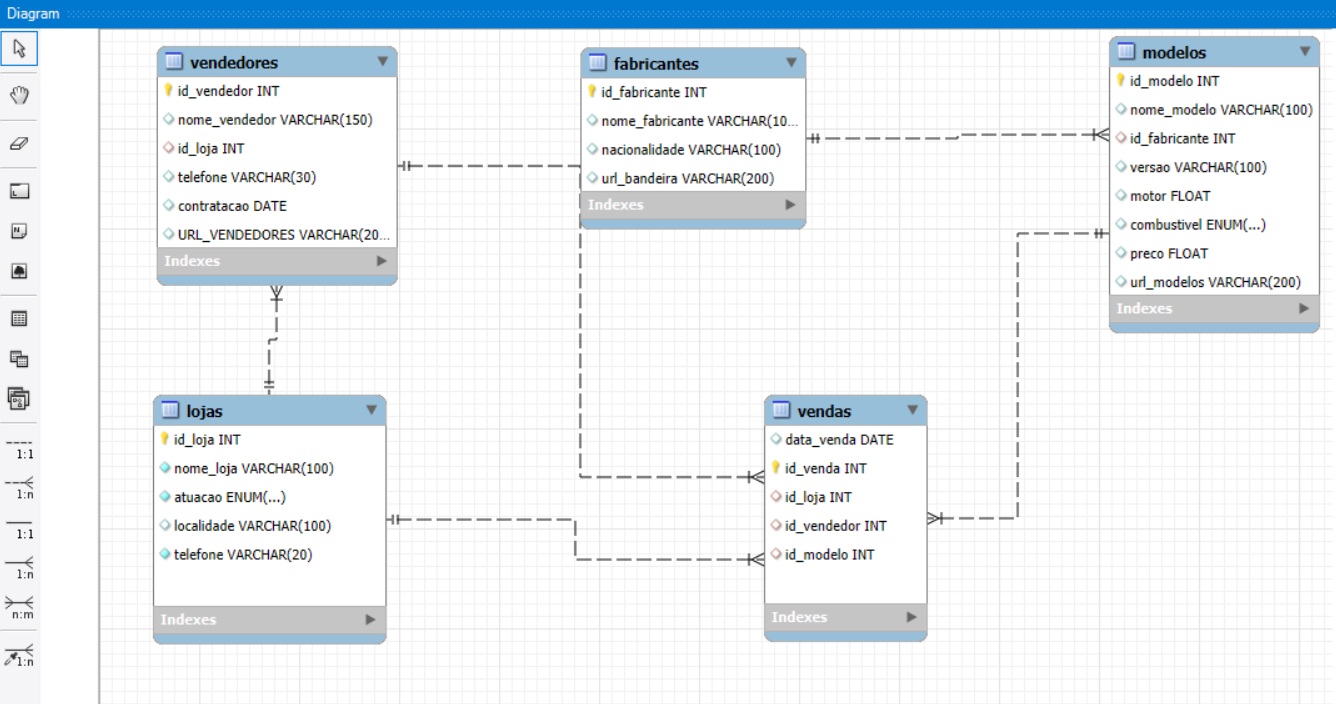 Diagram
vendedores
id_vendedor INT
nome_vendedor VARCHAR(150)
id_loja INT
telefone VARCHAR(30)
contratacao DATE
URL_VENDEDORES VARCHAR(20...
Indexes
fabricantes
id_fabricante INT
nome_fabricante VARCHAR(10...
nacionalidade VARCHAR(100)
url_bandeira VARCHAR(200)
Indexes
modelos
id_modelo INT
nome_modelo VARCHAR(100)
id_fabricante INT
versao VARCHAR(100)
motor FLOAT
combustivel ENUM(...)
preco FLOAT
url_modelos VARCHAR(200)
Indexes
lojas
id_loja INT
nome_loja VARCHAR(100)
atuacao ENUM(...)
localidade VARCHAR(100)
telefone VARCHAR(20)
Indexes
vendas
data_venda DATE
id_venda INT
id_loja INT
id_vendedor INT
id_modelo INT
Indexes
1:1
1:n
1:1
1:n
n:m
1:n